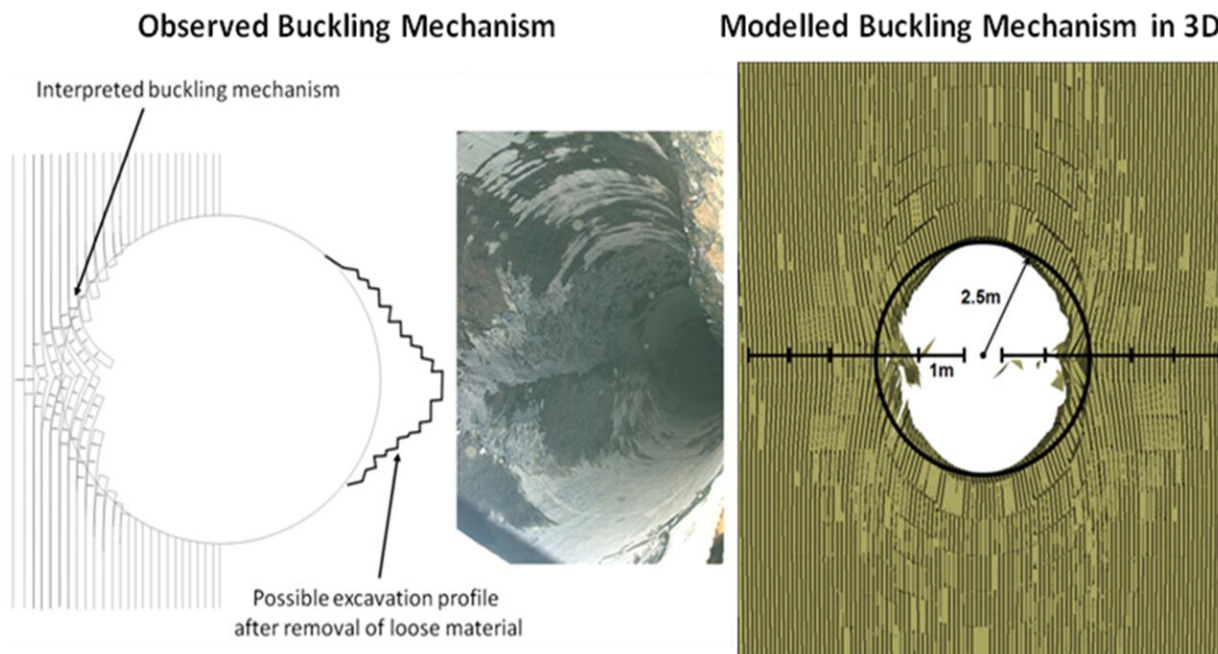 Observed Buckling Mechanism
Modelled Buckling Mechanism in 3D
Interpreted buckling mechanism
2.5m
1m
Possible excavation profile
after removal of loose material